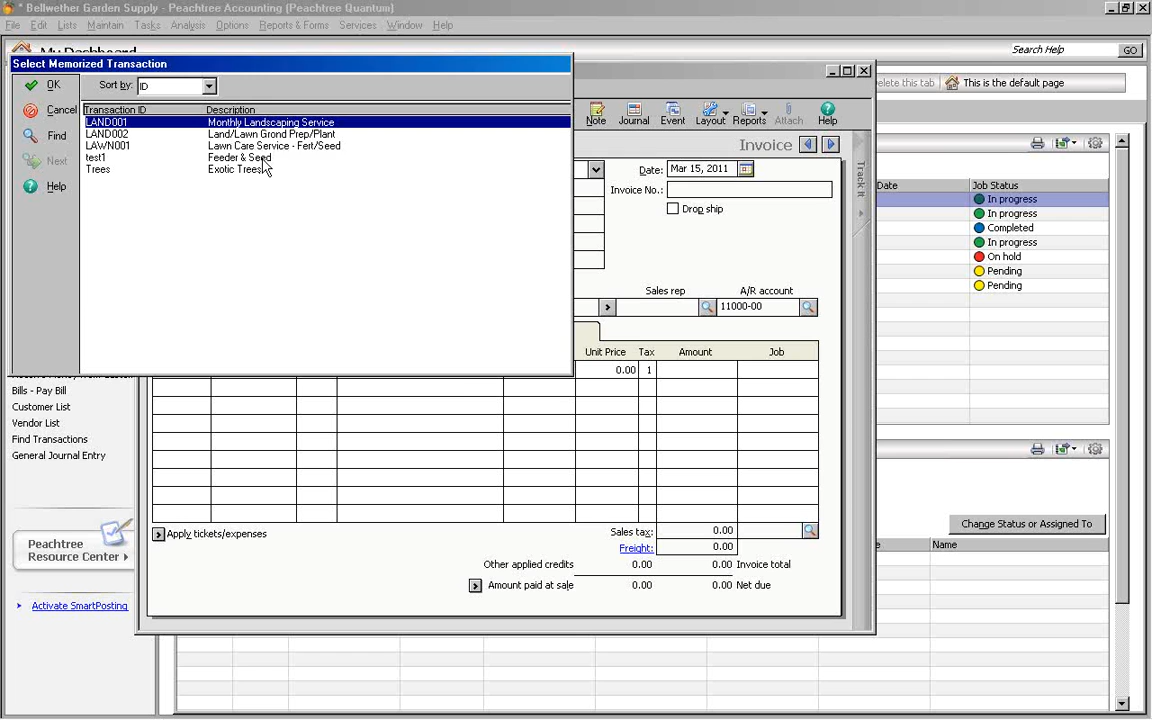 * Bellwether Garden Supply - Peachtree Accounting (Peachtree Quantum)
File Edit Lists Maintain Tasks Analysis Options Reports & Forms Services Window Help
My Dashboard
Search Help GO
Select Memorized Transaction
OK
Cancel
Find
Next
Help
Sort by: ID
Transaction ID Description
LAND001 Monthly Landscaping Service
LAND002 Land/Lawn Grond Prep/Plant
LAWN001 Lawn Care Service - Fert/Seed
test1 Feeder & Seed
Trees Exotic Trees
elete this tab This is the default page
Note Journal Event Layout Reports Attach Help
Invoice
Date: Mar 15, 2011
Invoice No.:
Drop ship
Track it
Sales rep A/R account
11000-00
Unit Price Tax Amount Job
0.00 1
Date Job Status
In progress
In progress
Completed
In progress
On hold
Pending
Pending
Bills - Pay Bill
Customer List
Vendor List
Find Transactions
General Journal Entry
Peachtree
Resource Center
Activate SmartPosting
Apply tickets/expenses
Sales tax: 0.00
Freight: 0.00
Other applied credits 0.00 0.00 Invoice total
Amount paid at sale 0.00 0.00 Net due
Change Status or Assigned To
e Name